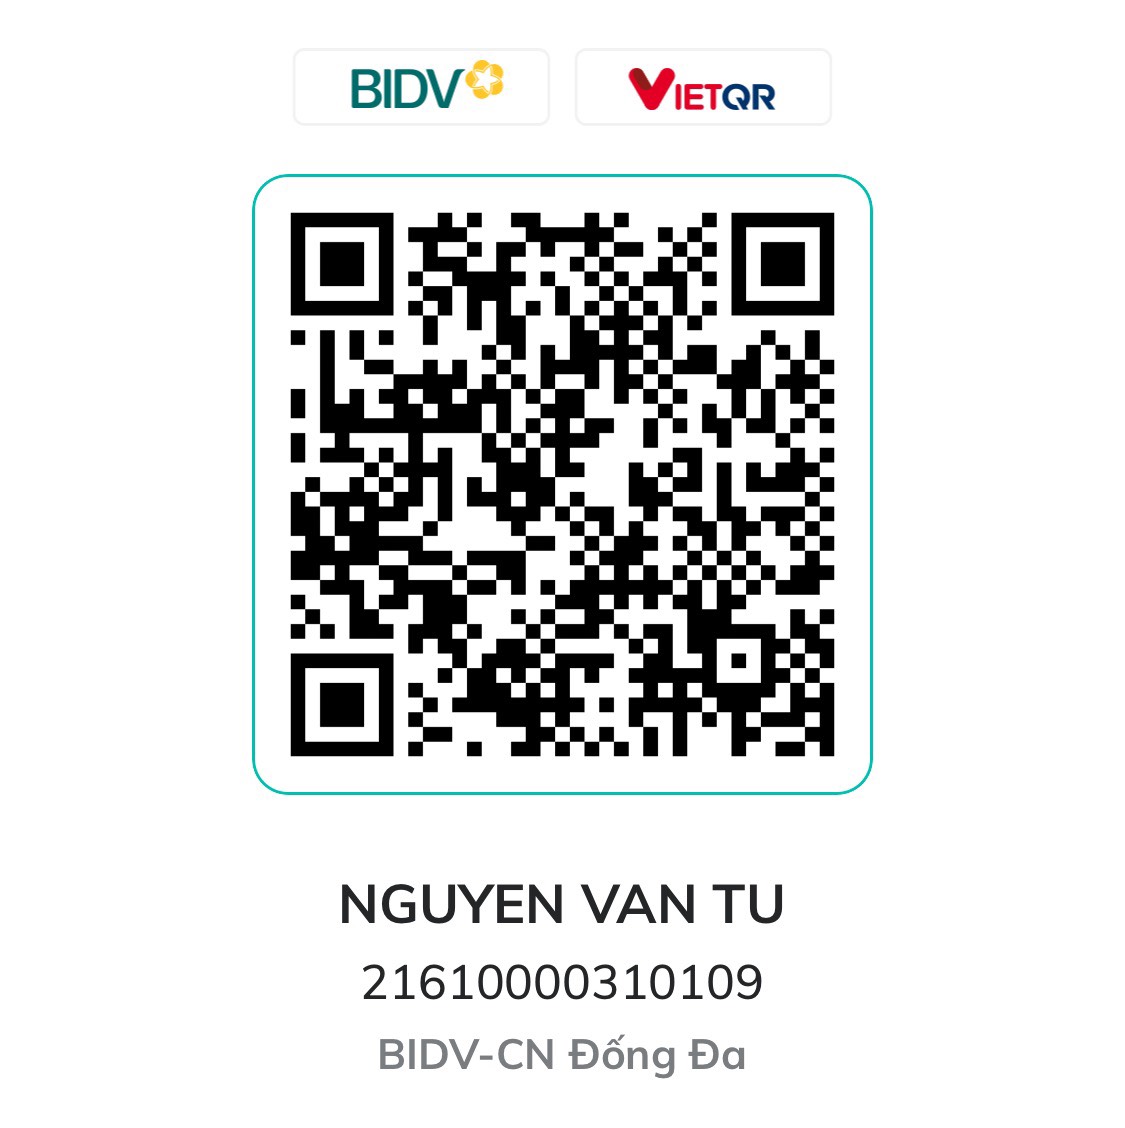 BIDV VIETQR
NGUYEN VAN TU
21610000310109
BIDV-CN Đống Đa